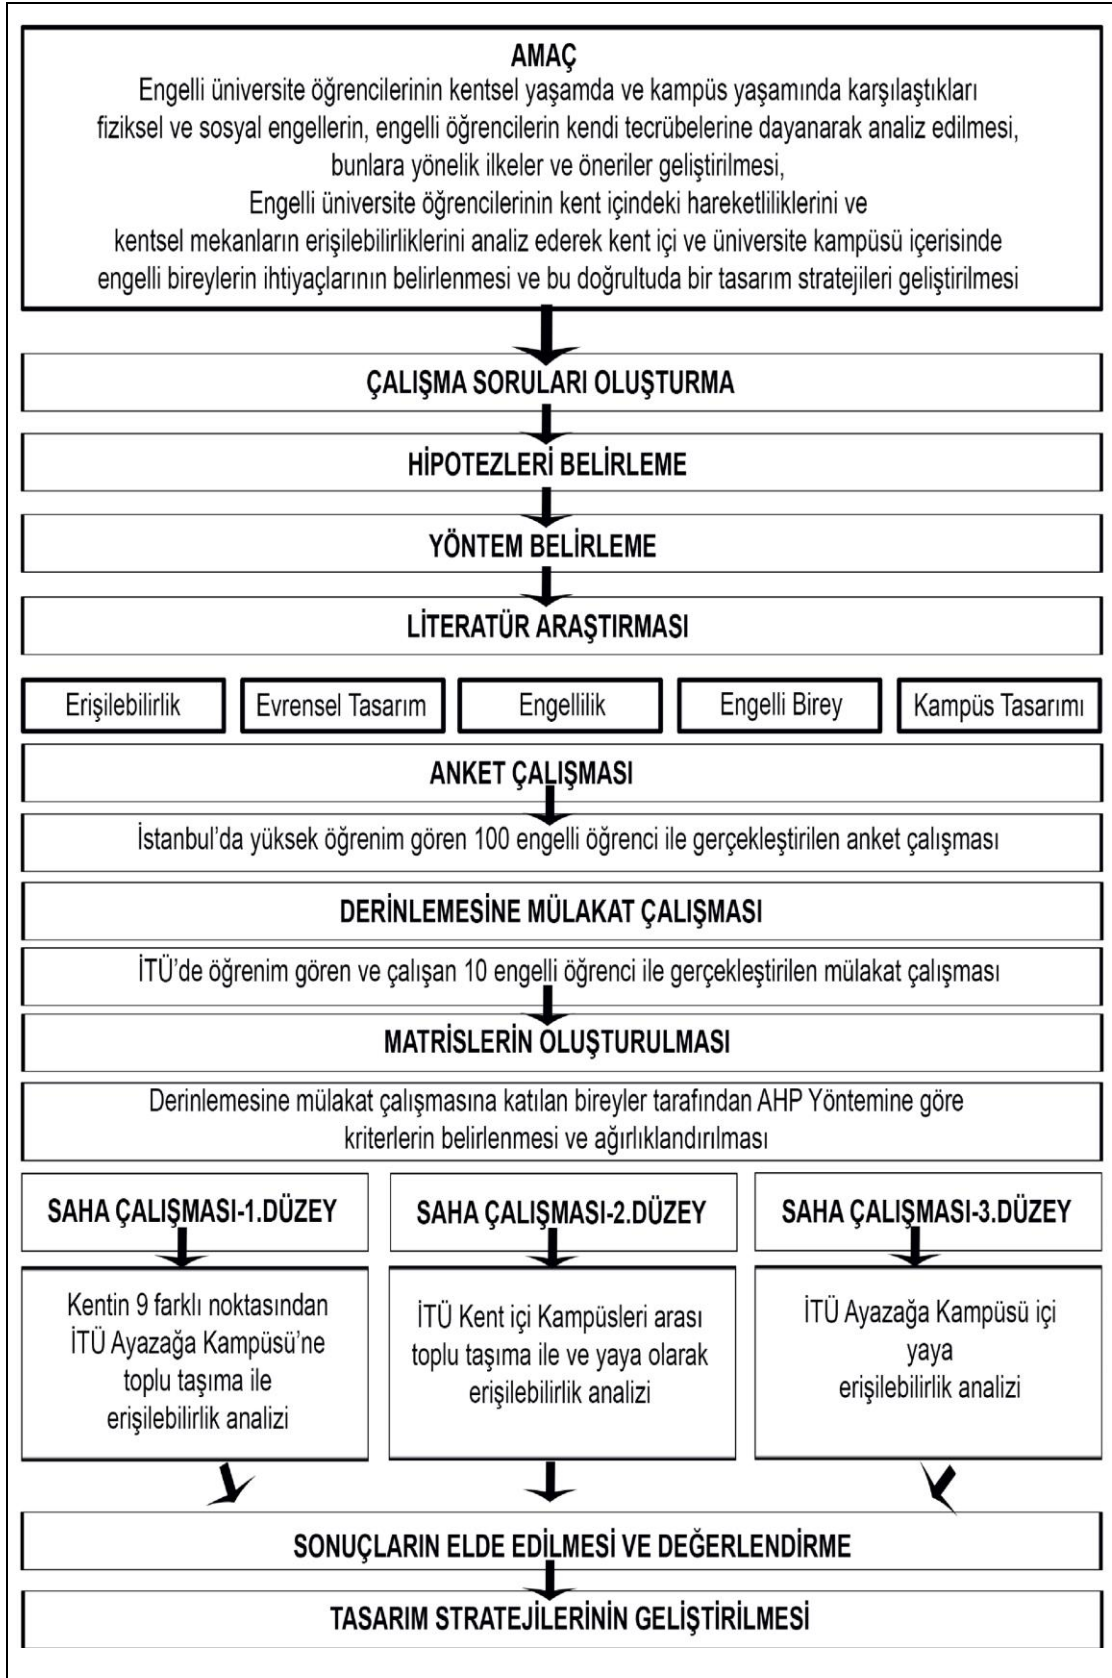 AMAÇ
Engelli üniversite öğrencilerinin kentsel yaşamda ve kampüs yaşamında karşılaştıkları
fiziksel ve sosyal engellerin, engelli öğrencilerin kendi tecrübelerine dayanarak analiz edilmesi,
bunlara yönelik ilkeler ve öneriler geliştirilmesi,
Engelli üniversite öğrencilerinin kent içindeki hareketliliklerini ve
kentsel mekanların erişilebilirliklerini analiz ederek kent içi ve üniversite kampüsü içerisinde
engelli bireylerin ihtiyaçlarının belirlenmesi ve bu doğrultuda bir tasarım stratejileri geliştirilmesi
ÇALIŞMA SORULARI OLUŞTURMA
HİPOTEZLERİ BELİRLEME
YÖNTEM BELİRLEME
LİTERATÜR ARAŞTIRMASI
Erişilebilirlik
Evrensel Tasarım
Engellilik
Engelli Birey
Kampüs Tasarımı
ANKET ÇALIŞMASI
İstanbul'da yüksek öğrenim gören 100 engelli öğrenci ile gerçekleştirilen anket çalışması
DERİNLEMESİNE MÜLAKAT ÇALIŞMASI
İTÜ'de öğrenim gören ve çalışan 10 engelli öğrenci ile gerçekleştirilen mülakat çalışması
MATRİSLERİN OLUŞTURULMASI
Derinlemesine mülakat çalışmasına katılan bireyler tarafından AHP Yöntemine göre
kriterlerin belirlenmesi ve ağırlıklandırılması
SAHA ÇALIŞMASI-1.DÜZEY
Kentin 9 farklı noktasından
İTÜ Ayazağa Kampüsü'ne
toplu taşıma ile
erişilebilirlik analizi
SAHA ÇALIŞMASI-2.DÜZEY
İTÜ Kent içi Kampüsleri arası
toplu taşıma ile ve yaya olarak
erişilebilirlik analizi
SAHA ÇALIŞMASI-3.DÜZEY
İTÜ Ayazağa Kampüsü içi
yaya
erişilebilirlik analizi
SONUÇLARIN ELDE EDİLMESİ VE DEĞERLENDİRME
TASARIM STRATEJİLERİNİN GELİŞTİRİLMESİ